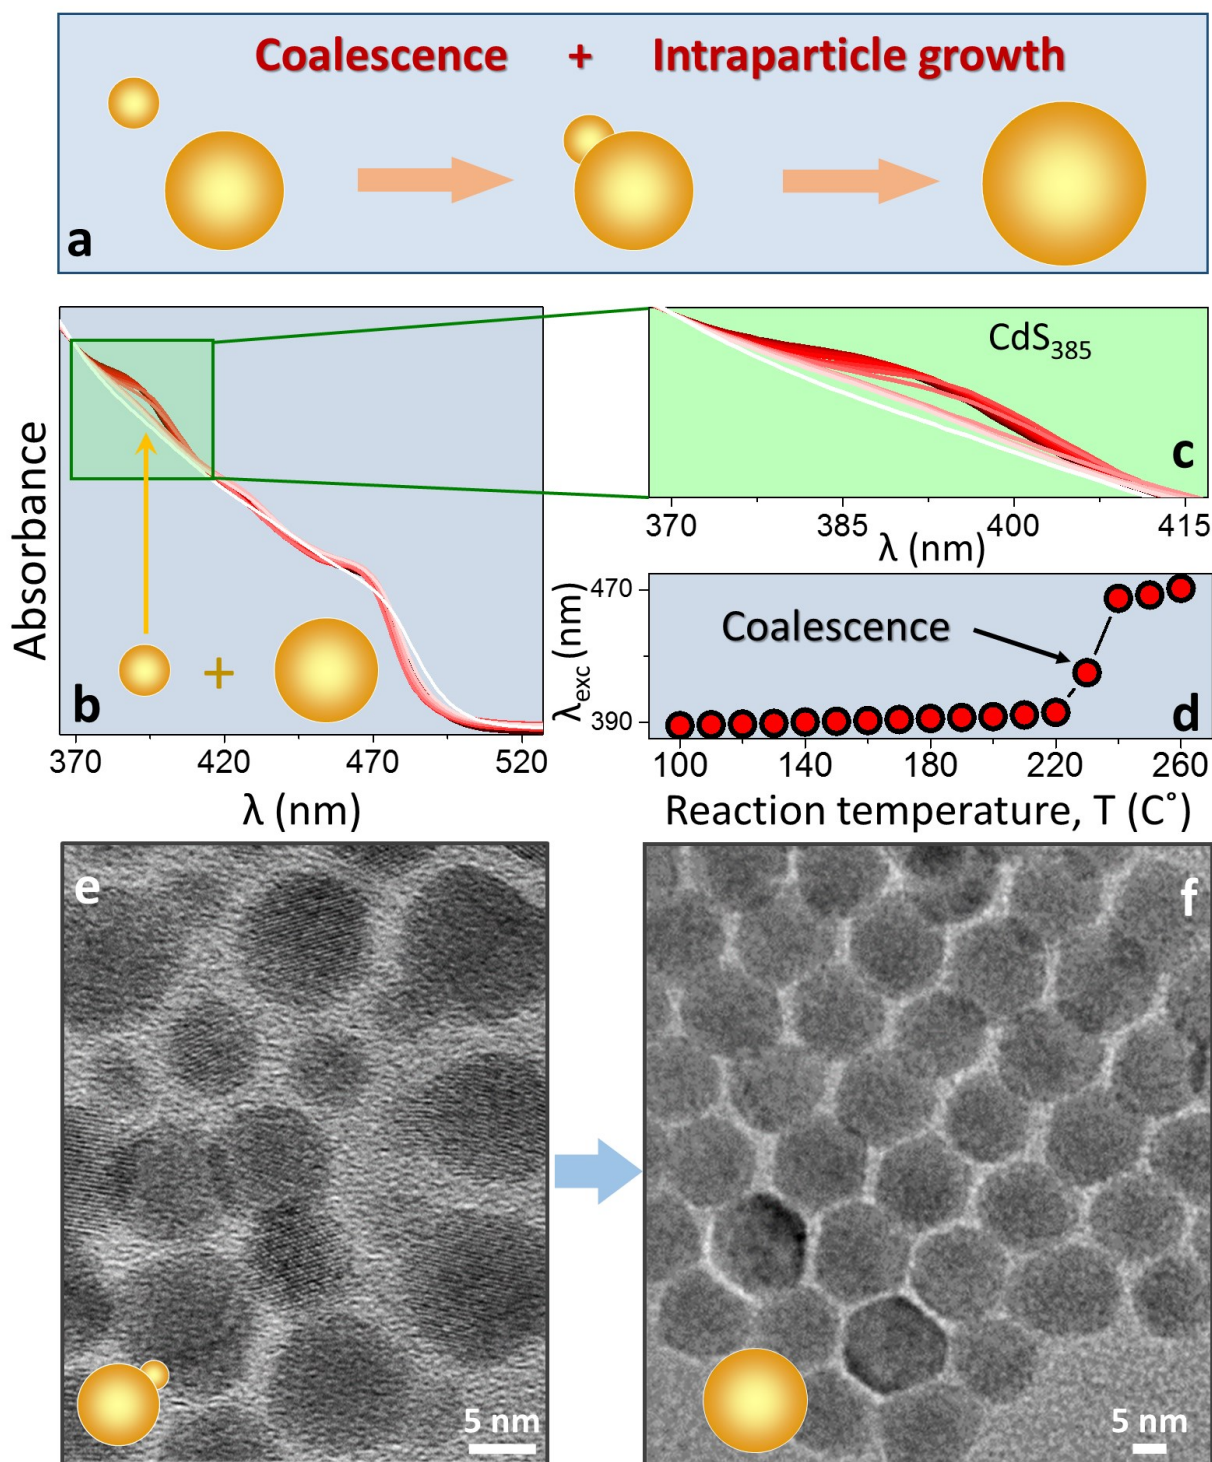 Coalescence + Intraparticle growth
a
Absorbance
b
370 420 470 520
λ (nm)
CdS385
c
370 385 400 415
λ (nm)
λexc (nm)
470
390
Coalescence
d
100 140 180 220 260
Reaction temperature, T (C˚)
e
5 nm
f
5 nm